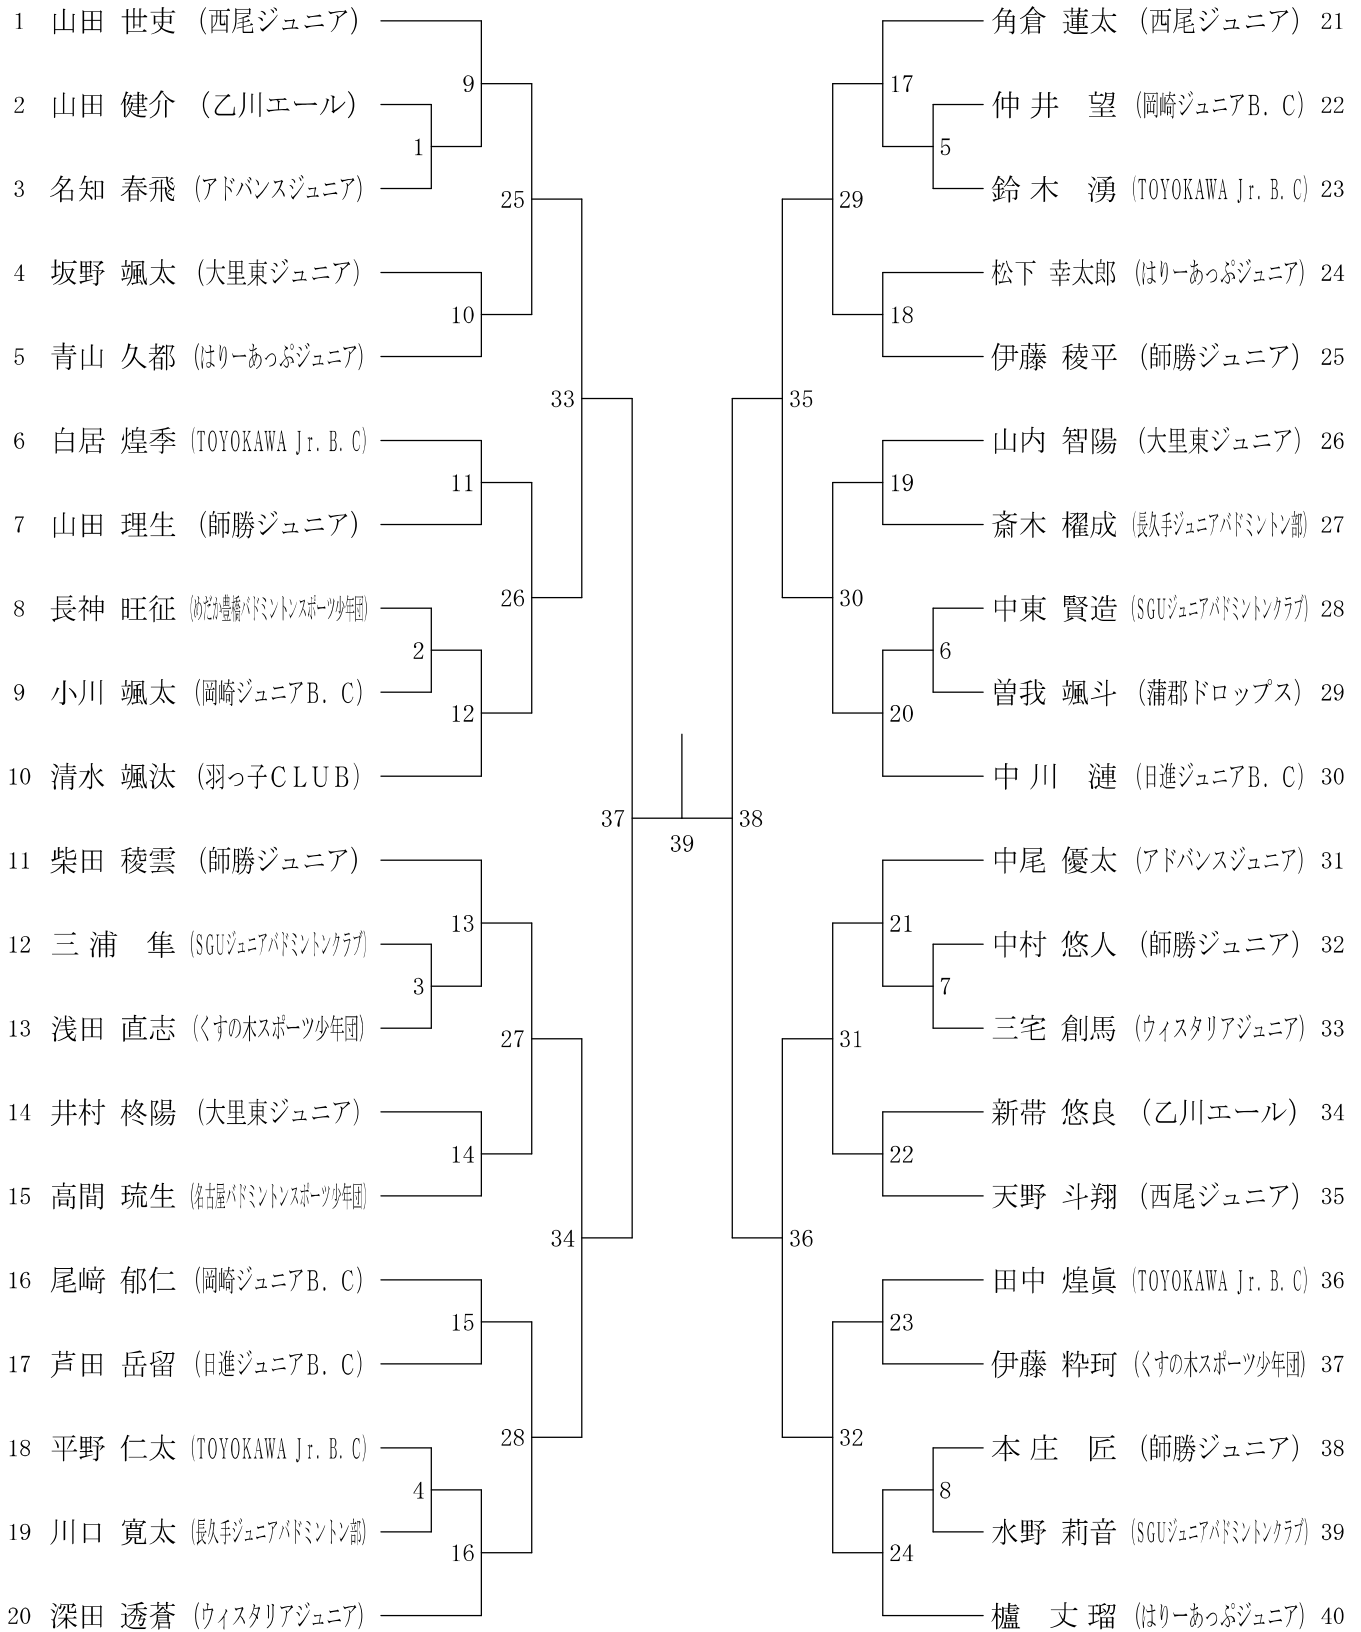 1 山田 世吏 (西尾ジュニア)
9
2 山田 健介 (乙川エール)
1
3 名知 春飛 (アドバンスジュニア)
25
4 坂野 颯太 (大里東ジュニア)
10
5 青山 久都 (はりーあっぷジュニア)
33
6 白居 煌季 (TOYOKAWA Jr. B. C)
11
7 山田 理生 (師勝ジュニア)
26
8 長神 旺征 (めだか豊橋バドミントンスポーツ少年団)
2
9 小川 颯太 (岡崎ジュニアB. C)
12
10 清水 颯汰 (羽っ子CLUB)
37
11 柴田 稜雲 (師勝ジュニア)
13
12 三浦 隼 (SGUジュニアバドミントンクラブ)
3
13 浅田 直志 (くすの木スポーツ少年団)
27
14 井村 柊陽 (大里東ジュニア)
14
15 高間 琉生 (名古屋バドミントンスポーツ少年団)
34
16 尾﨑 郁仁 (岡崎ジュニアB. C)
15
17 芦田 岳留 (日進ジュニアB. C)
28
18 平野 仁太 (TOYOKAWA Jr. B. C)
4
19 川口 寛太 (長久手ジュニアバドミントン部)
16
20 深田 透蒼 (ウィスタリアジュニア)
39
角倉 蓮太 (西尾ジュニア) 21
17
仲井 望 (岡崎ジュニアB. C) 22
5
鈴木 湧 (TOYOKAWA Jr. B. C) 23
29
松下 幸太郎 (はりーあっぷジュニア) 24
18
伊藤 稜平 (師勝ジュニア) 25
35
山内 智陽 (大里東ジュニア) 26
19
斎木 櫂成 (長久手ジュニアバドミントン部) 27
30
中東 賢造 (SGUジュニアバドミントンクラブ) 28
6
曽我 颯斗 (蒲郡ドロップス) 29
20
中川 漣 (日進ジュニアB. C) 30
38
中尾 優太 (アドバンスジュニア) 31
21
中村 悠人 (師勝ジュニア) 32
7
三宅 創馬 (ウィスタリアジュニア) 33
31
新帯 悠良 (乙川エール) 34
22
天野 斗翔 (西尾ジュニア) 35
36
田中 煌眞 (TOYOKAWA Jr. B. C) 36
23
伊藤 粋珂 (くすの木スポーツ少年団) 37
32
本庄 匠 (師勝ジュニア) 38
8
水野 莉音 (SGUジュニアバドミントンクラブ) 39
24
櫨 丈瑠 (はりーあっぷジュニア) 40